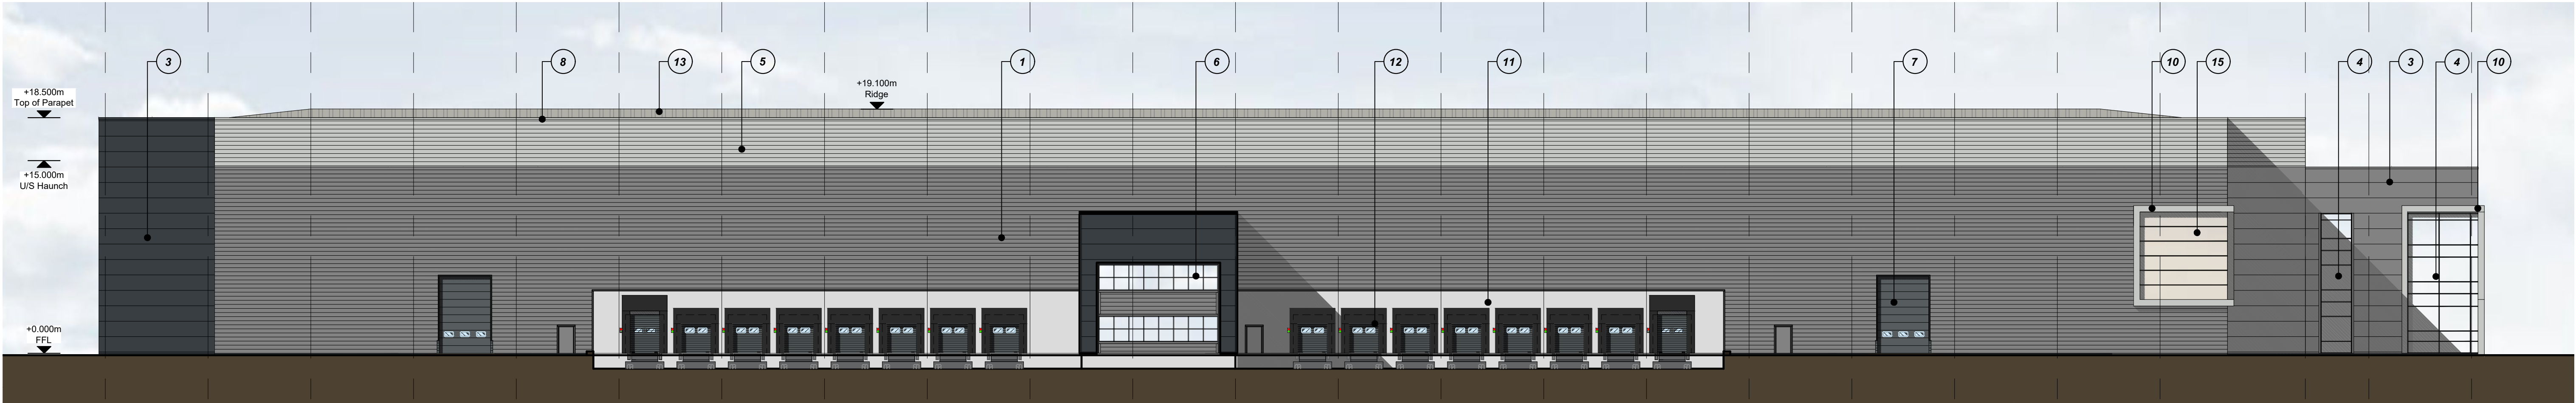 3
8
13
5
1
6
12
11
7
10
15
4
3
4
10
+18.500m
Top of Parapet
+19.100m
Ridge
+15.000m
U/S Haunch
+0.000m
FFL